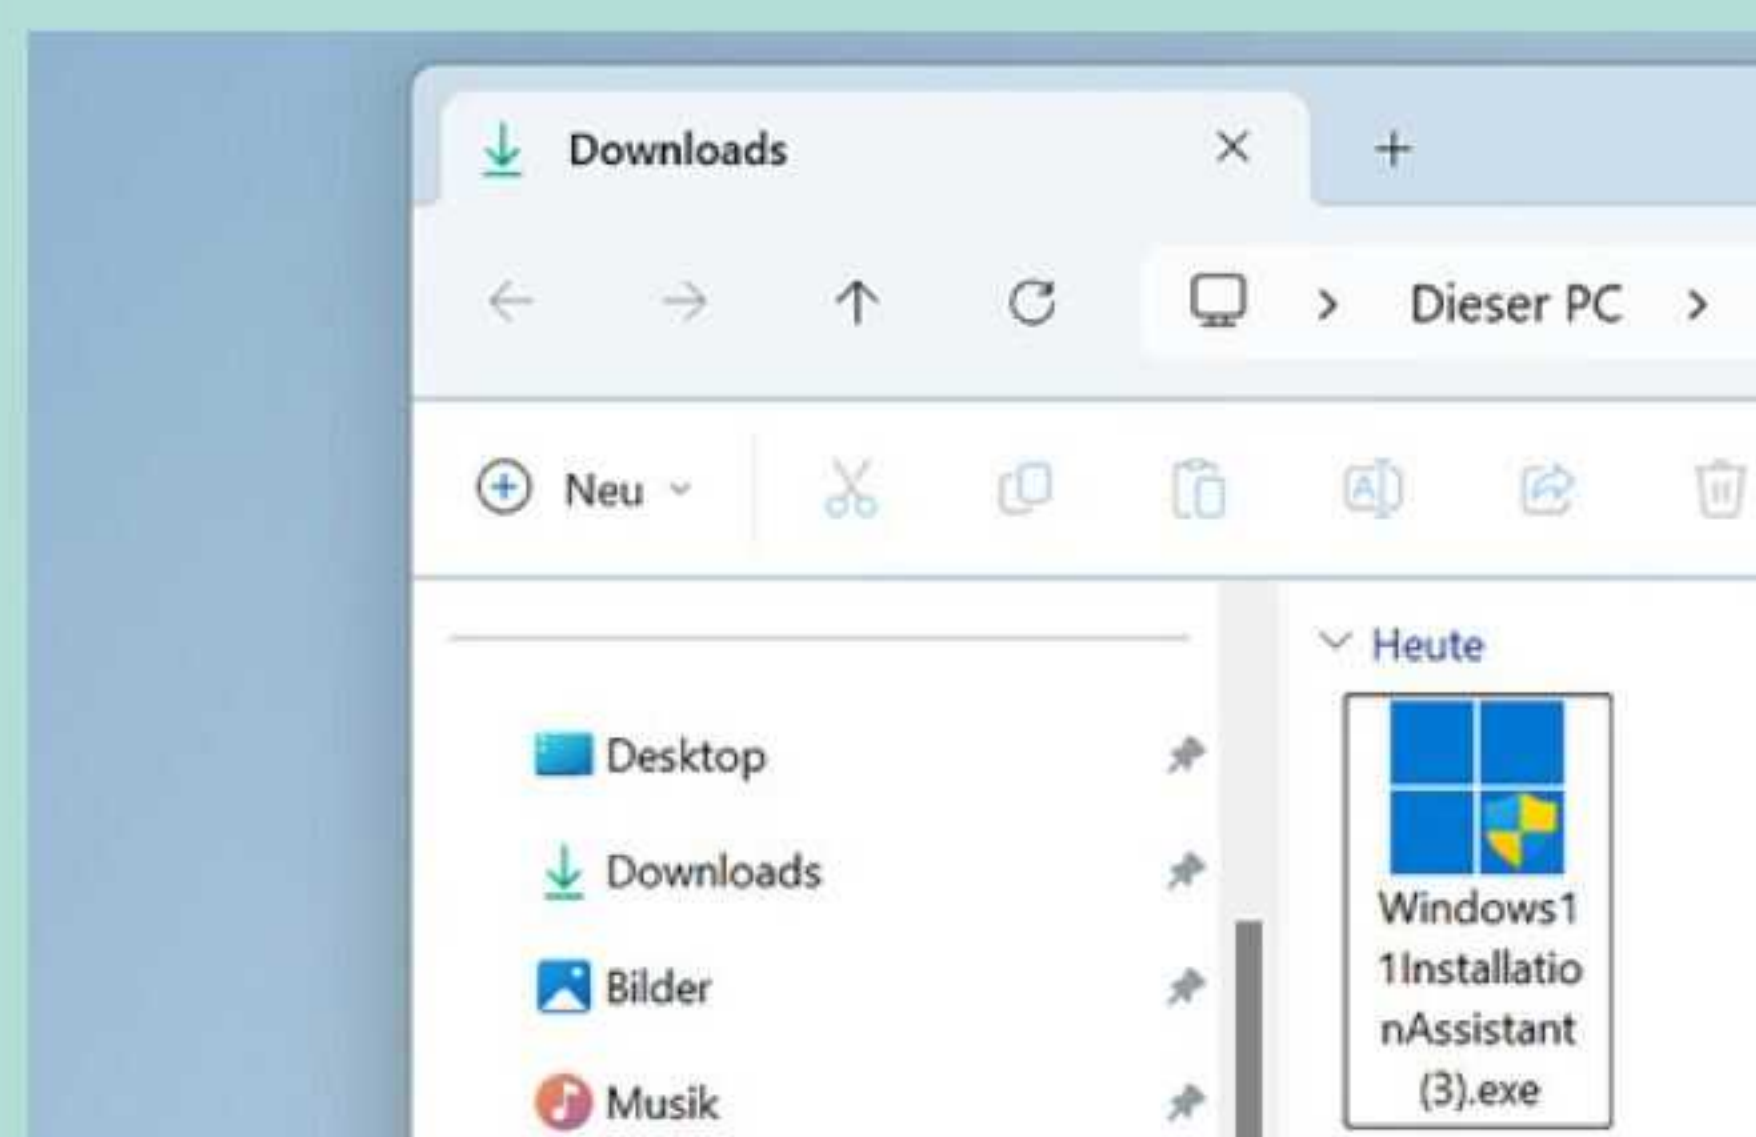 Downloads
Dieser PC
Neu
Heute
Desktop
Downloads
Bilder
Musik
Windows1
1Installatio
nAssistant
(3).exe